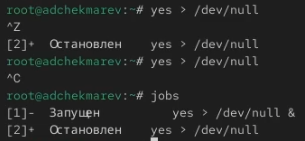 root@adchekmarev:~# yes > /dev/null
^Z
[2]+  Остановлен    yes > /dev/null
root@adchekmarev:~# yes > /dev/null
^C
root@adchekmarev:~# jobs
[1]-  Запущен          yes > /dev/null &
[2]+  Остановлен    yes > /dev/null